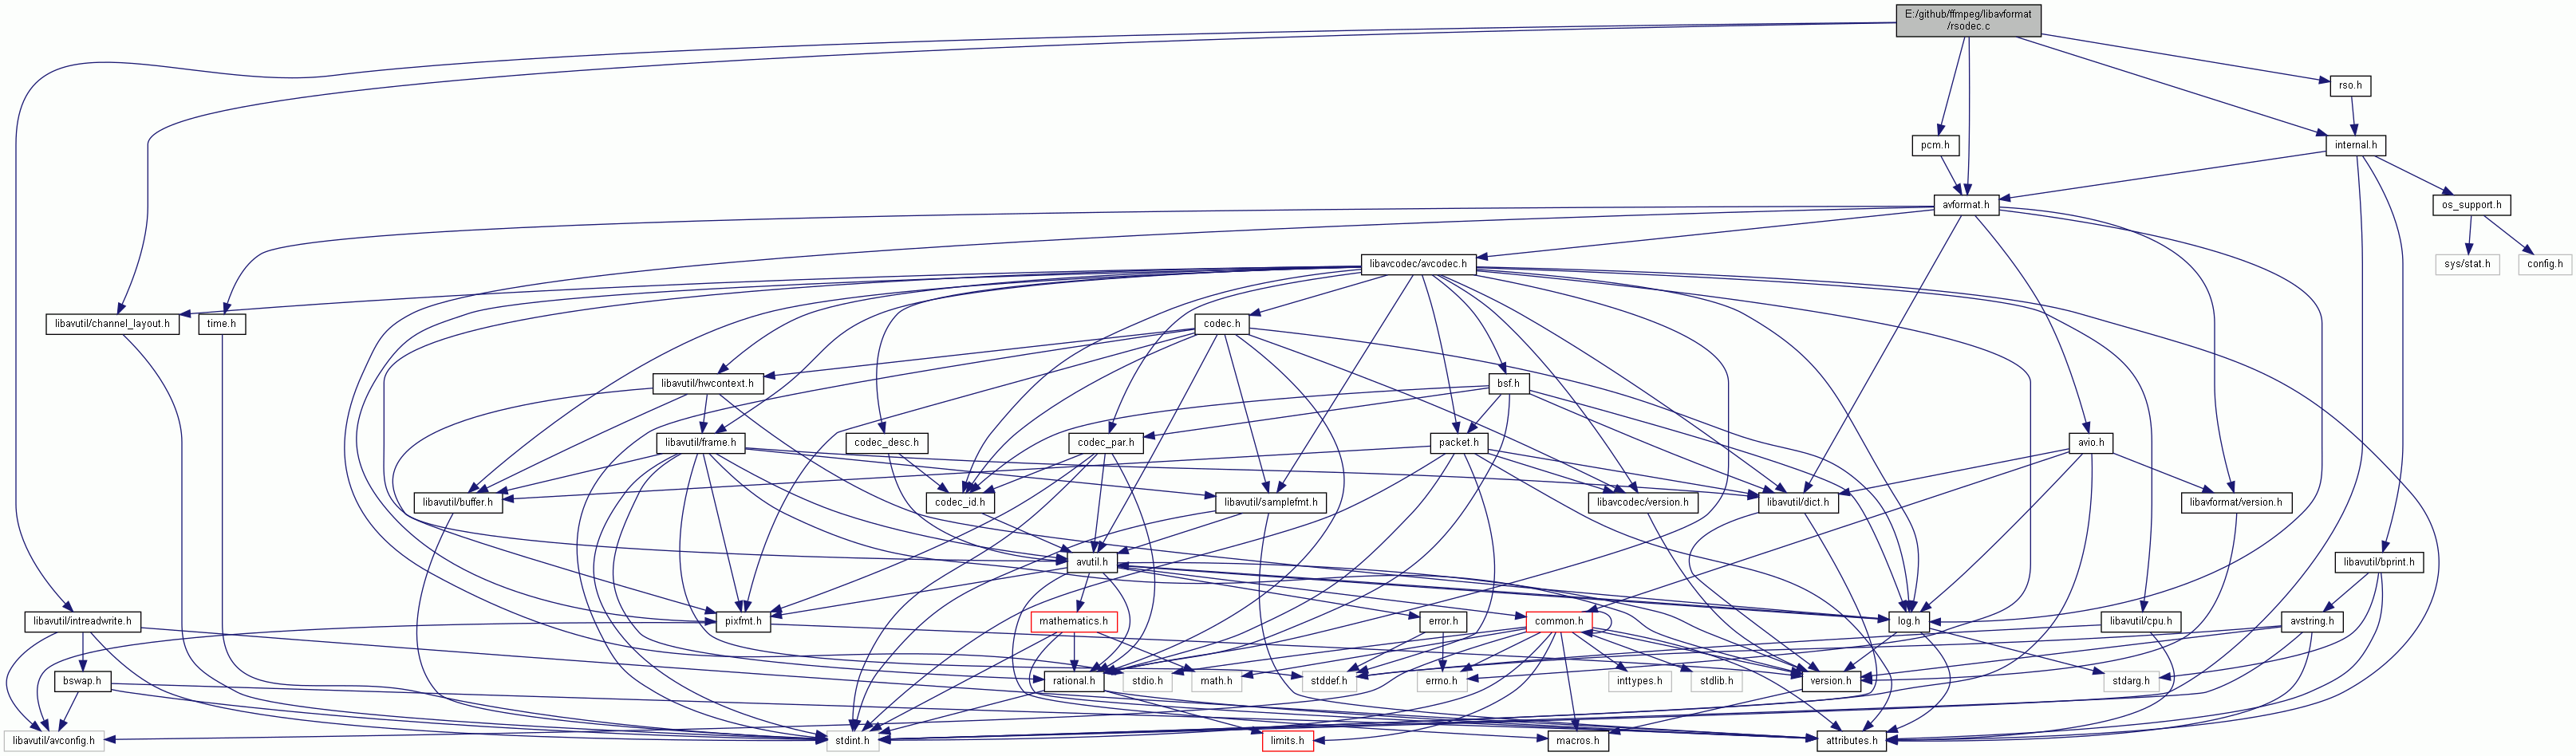 E:/github/ffmpeg/libavformat
/rsodec.c
rso.h
pcm.h
internal.h
avformat.h
os_support.h
libavcodec/avcodec.h
sys/stat.h
config.h
libavutil/channel_layout.h
time.h
codec.h
libavutil/hwcontext.h
bsf.h
libavutil/frame.h
codec_desc.h
codec_par.h
packet.h
avio.h
libavutil/buffer.h
codec_id.h
libavutil/samplefmt.h
libavcodec/version.h
libavutil/dict.h
libavformat/version.h
avutil.h
libavutil/bprint.h
libavutil/intreadwrite.h
pixfmt.h
mathematics.h
error.h
common.h
log.h
libavutil/cpu.h
avstring.h
bswap.h
rational.h
stdio.h
math.h
stddef.h
errno.h
inttypes.h
stdlib.h
version.h
stdarg.h
libavutil/avconfig.h
stdint.h
limits.h
macros.h
attributes.h